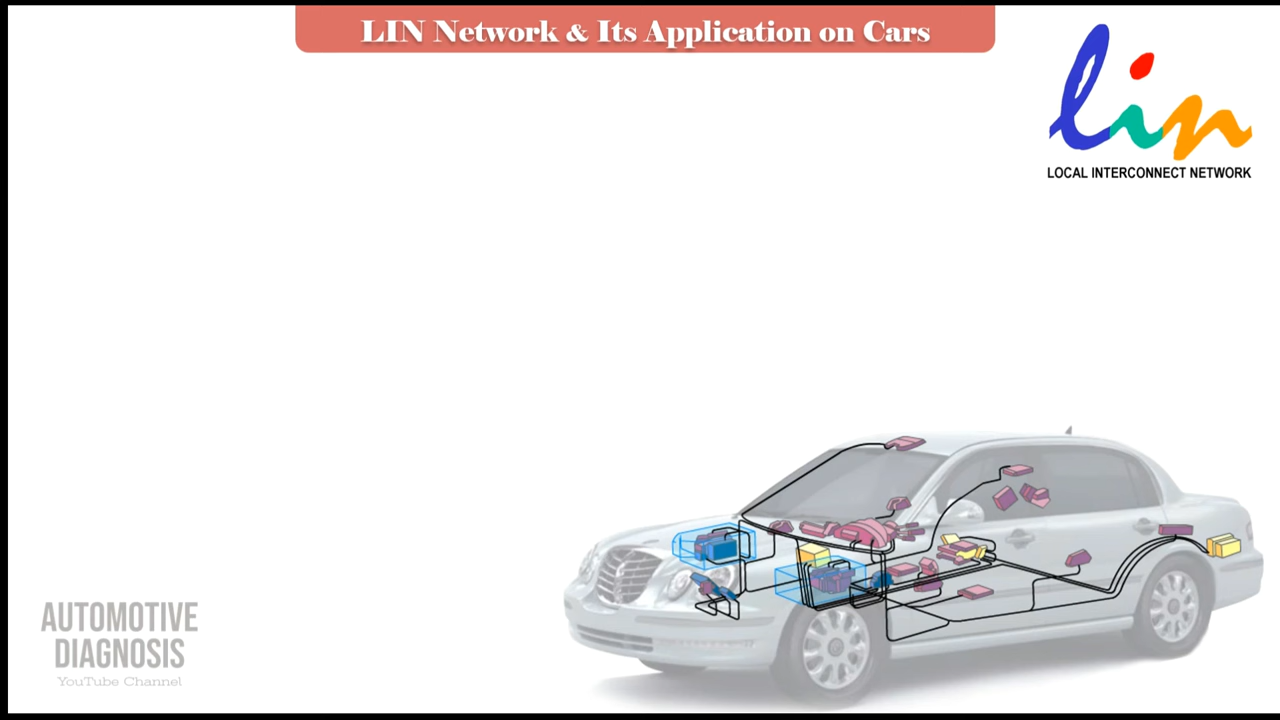 LIN Network & Its Application on Cars
lin
LOCAL INTERCONNECT NETWORK
AUTOMOTIVE
DIAGNOSIS
YouTube Channel